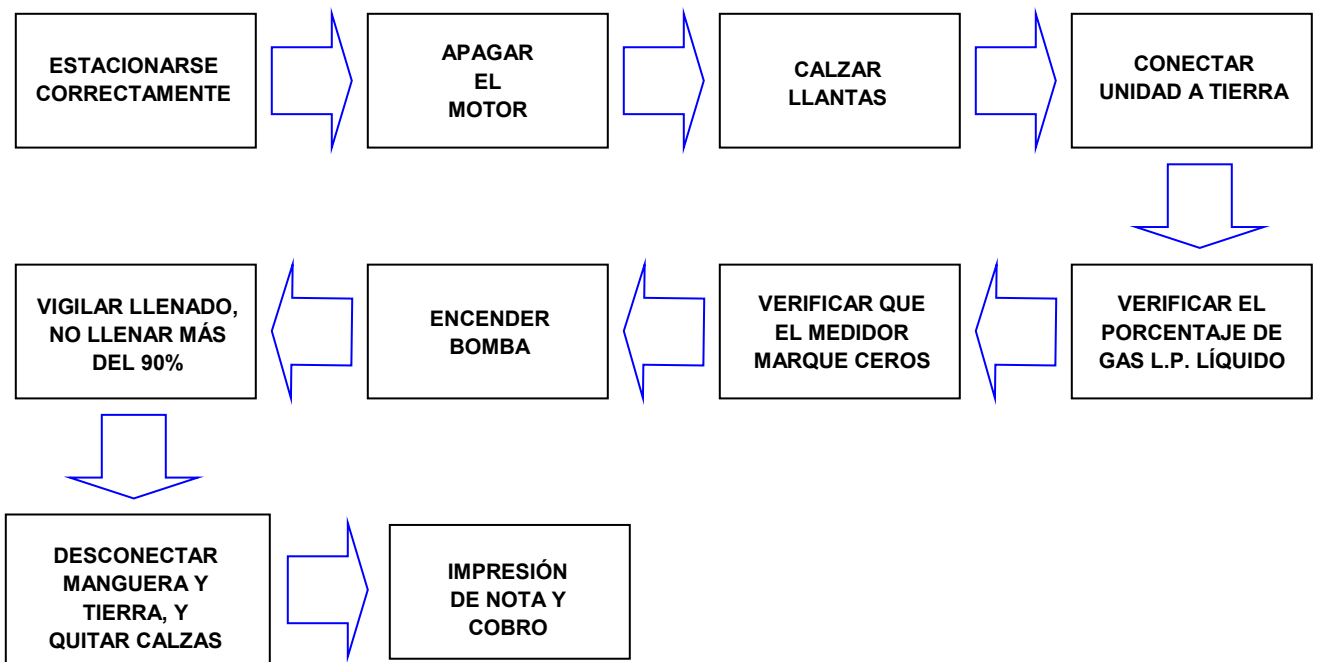 ESTACIONARSE
CORRECTAMENTE
APAGAR
EL
MOTOR
CALZAR
LLANTAS
CONECTAR
UNIDAD A TIERRA
VERIFICAR EL
PORCENTAJE DE
GAS L.P. LÍQUIDO
VERIFICAR QUE
EL MEDIDOR
MARQUE CEROS
ENCENDER
BOMBA
VIGILAR LLENADO,
NO LLENAR MÁS
DEL 90%
DESCONECTAR
MANGUERA Y
TIERRA, Y
QUITAR CALZAS
IMPRESIÓN
DE NOTA Y
COBRO